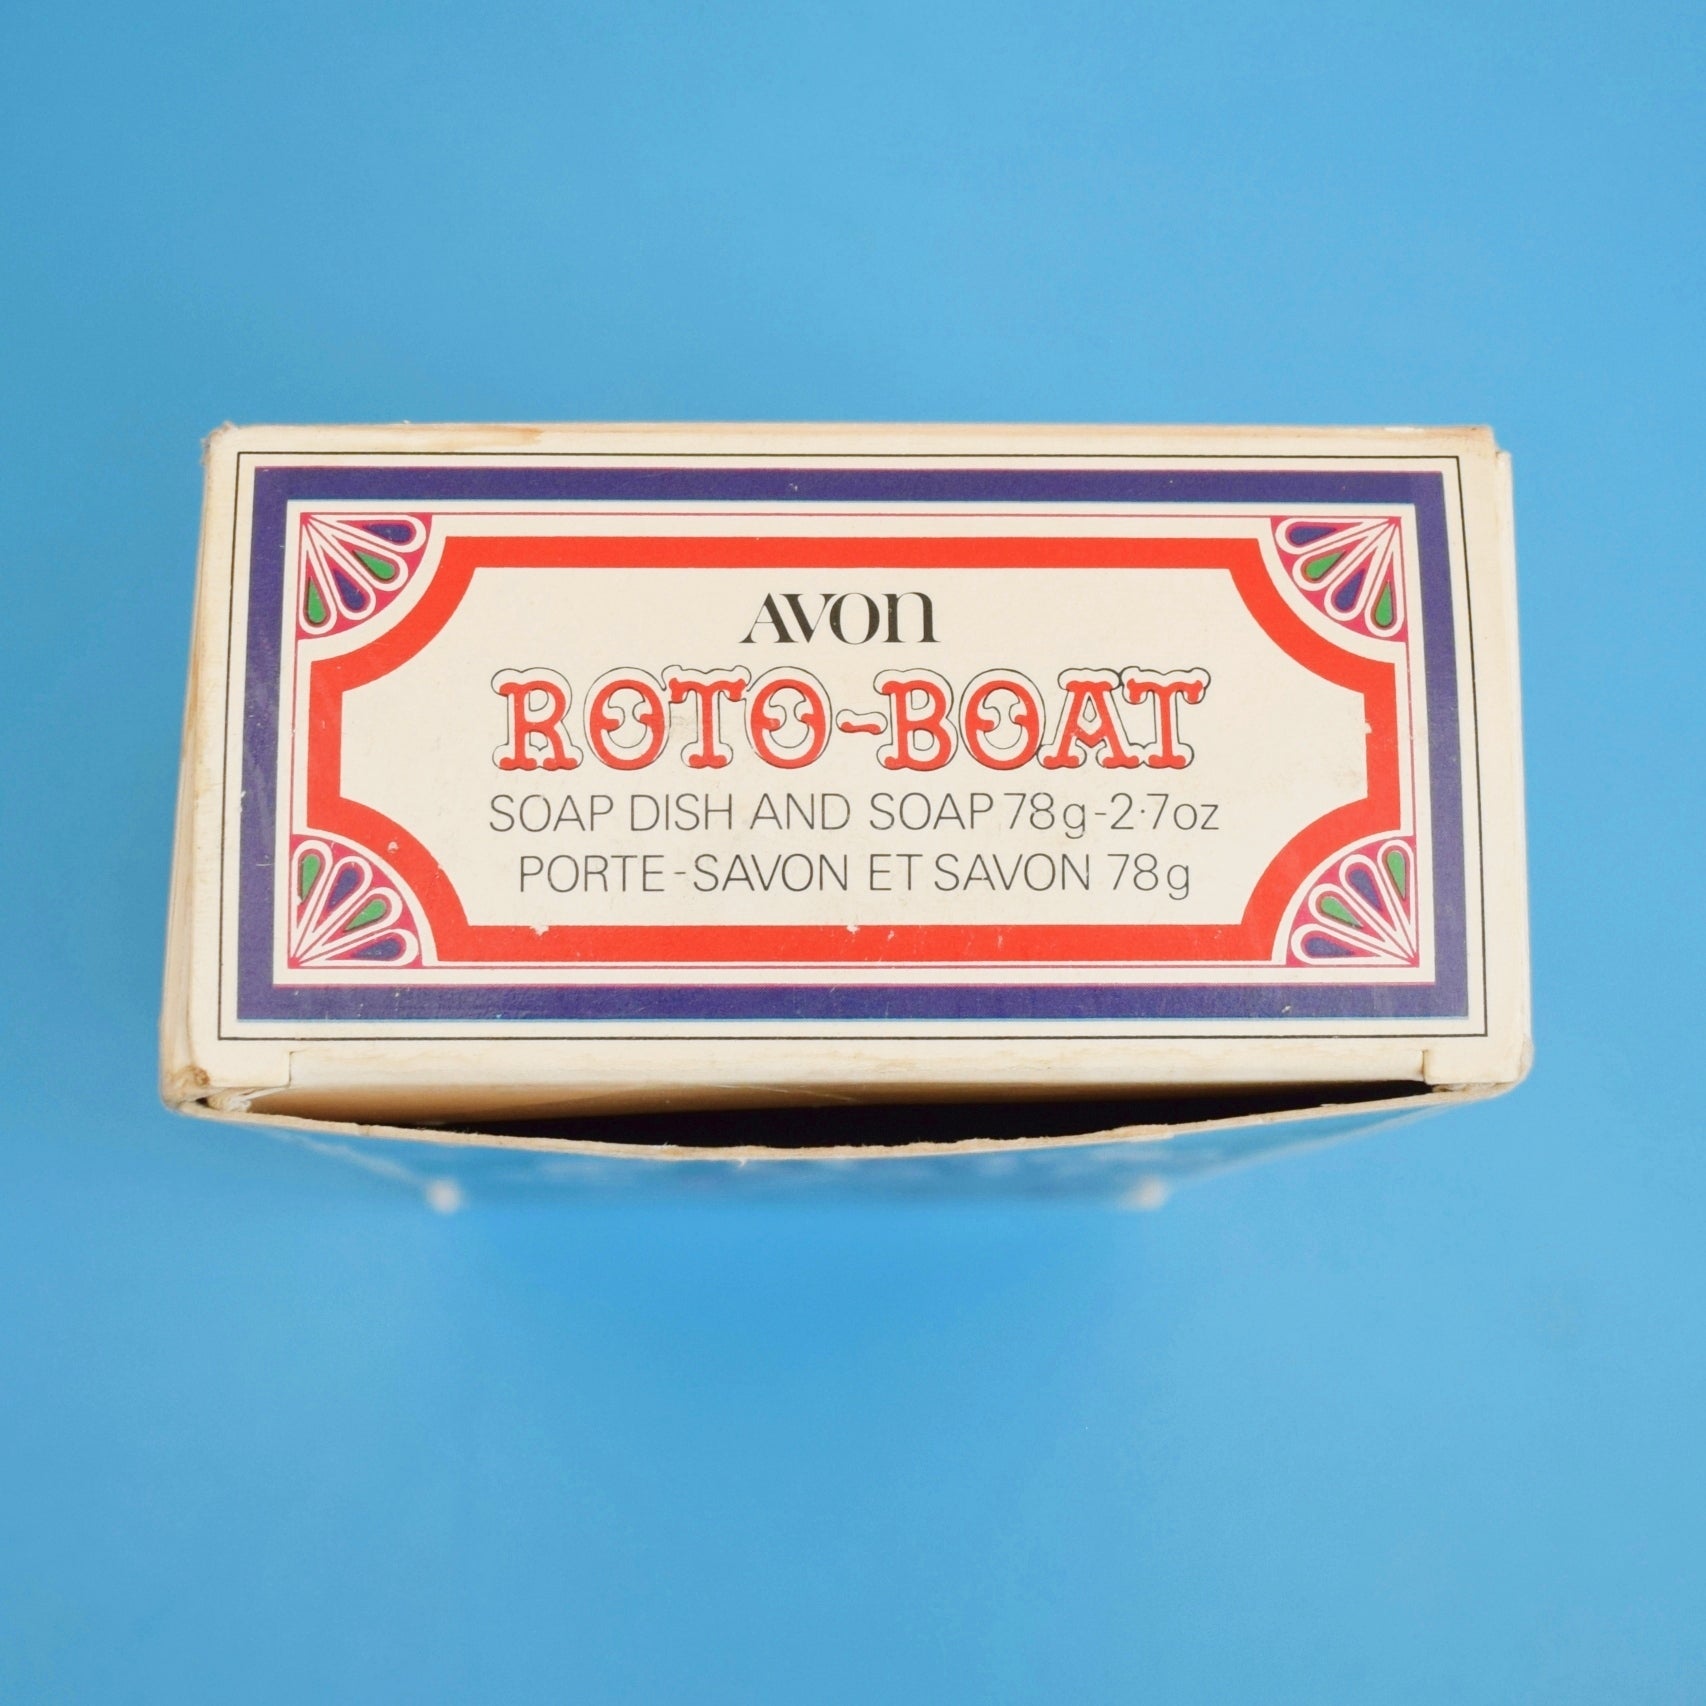 AVON
ROTO-BOAT
SOAP DISH AND SOAP 78g-2·7oz
PORTE-SAVON ET SAVON 78g